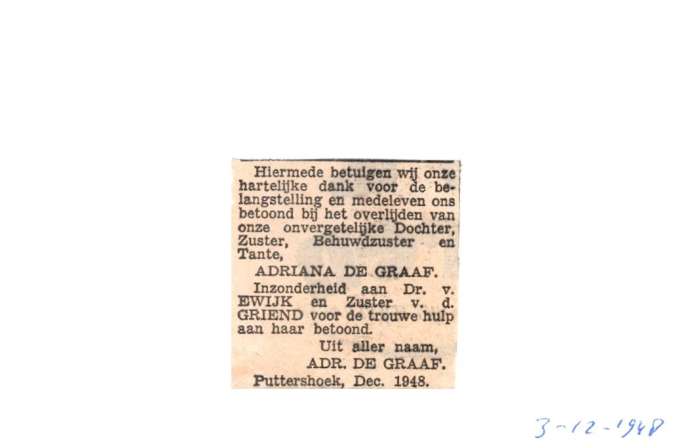 Hiermede betuigen wij onze
hartelijke dank voor de be-
langstelling en medeleven ons
betoond bij het overlijden van
onze onvergetelijke Dochter,
Zuster, Behuwdzuster en
Tante,
ADRIANA DE GRAAF.
Inzonderheid aan Dr. v.
EWIJK en Zuster v. d.
GRIEND voor de trouwe hulp
aan haar betoond.
Uit aller naam,
ADR. DE GRAAF.
Puttershoek, Dec. 1948.
3-12-1948